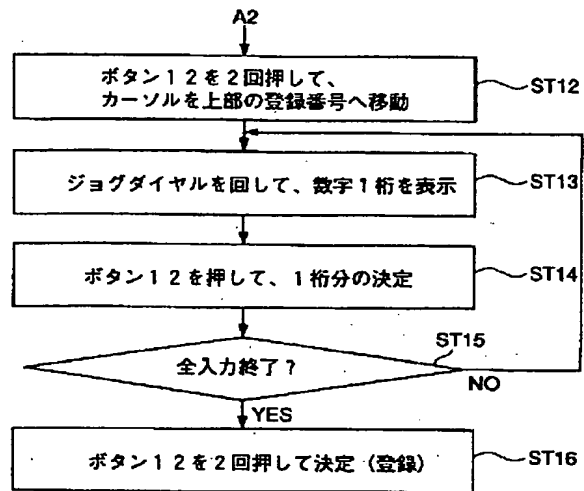 A2
ボタン12を2回押して、
カーソルを上部の登録番号へ移動
ST12
ジョグダイヤルを回して、数字1桁を表示
ST13
ボタン12を押して、1桁分の決定
ST14
ST15
全入力終了?
NO
YES
ボタン12を2回押して決定(登録)
ST16